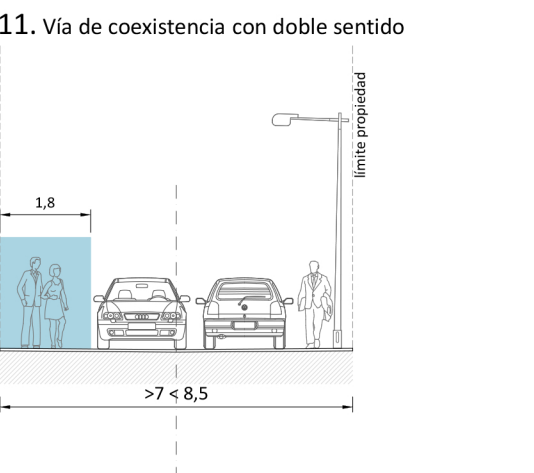 11. Vía de coexistencia con doble sentido
límite propiedad
1,8
>7 < 8,5